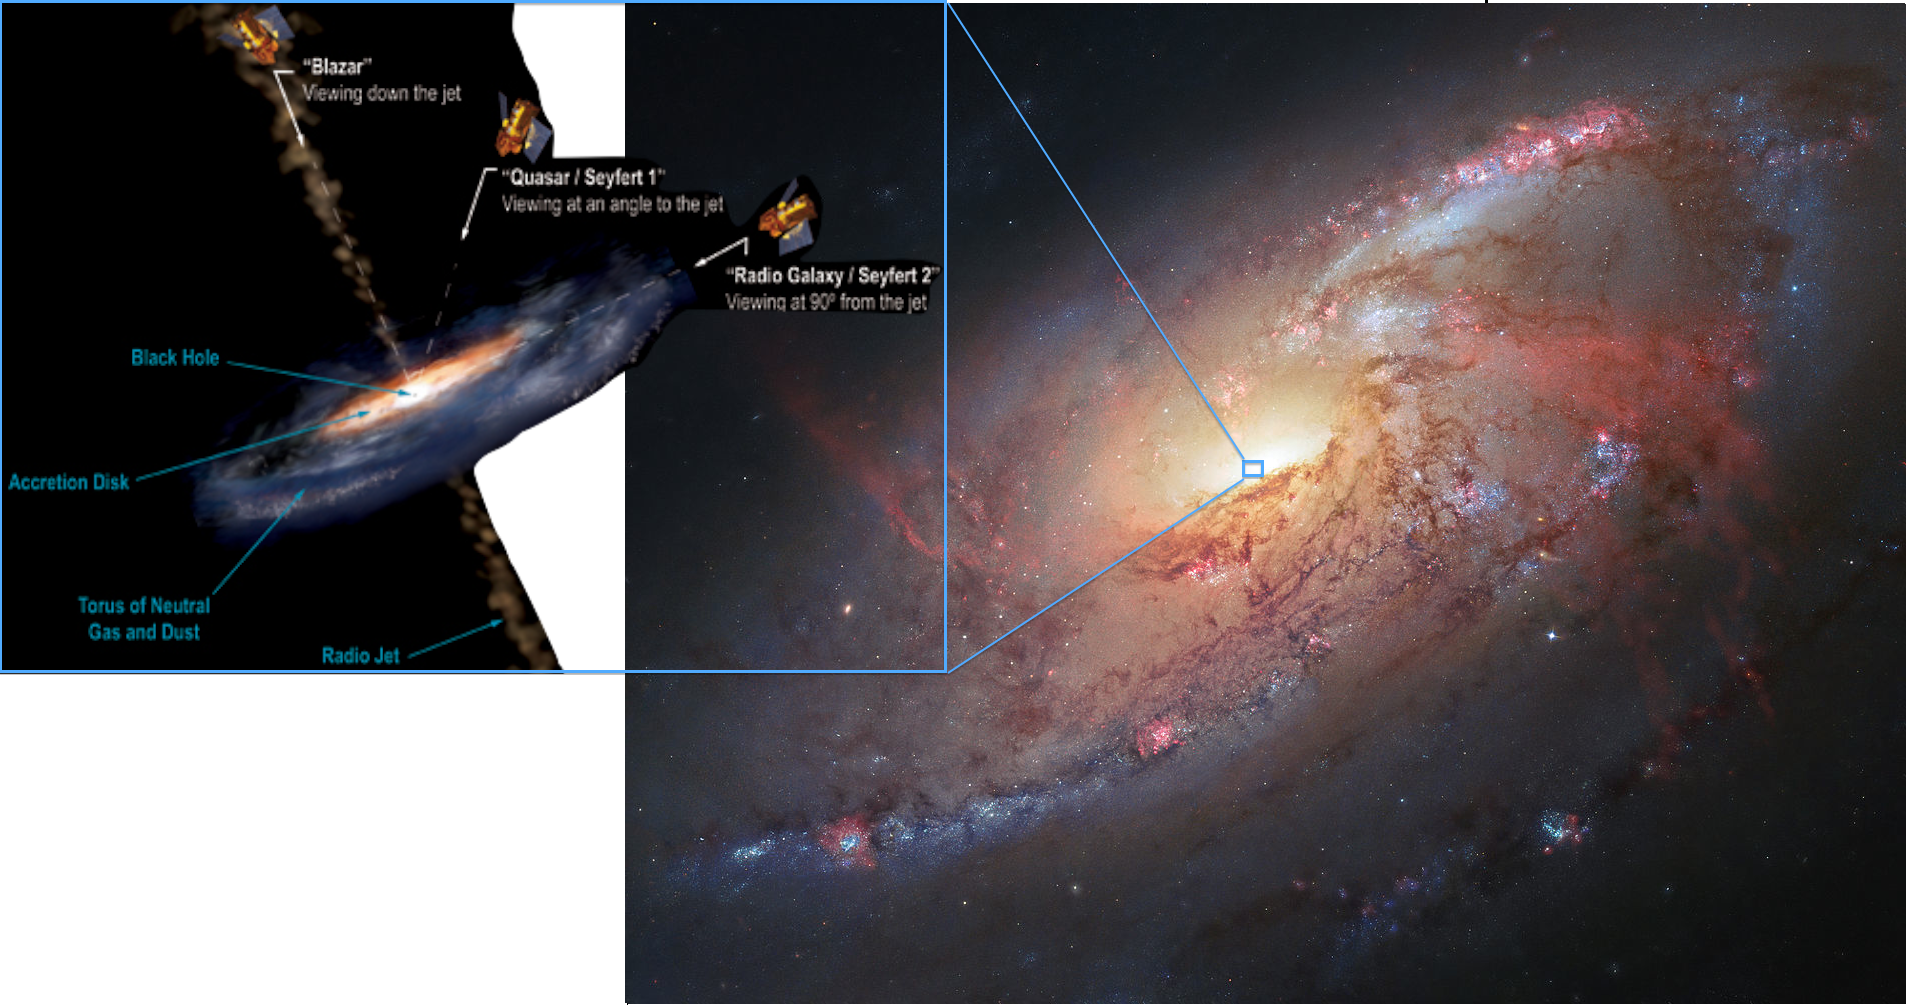 “Blazar”
Viewing down the jet
“Quasar / Seyfert 1”
Viewing at an angle to the jet
“Radio Galaxy / Seyfert 2”
Viewing at 90º from the jet
Black Hole
Accretion Disk
Torus of Neutral
Gas and Dust
Radio Jet